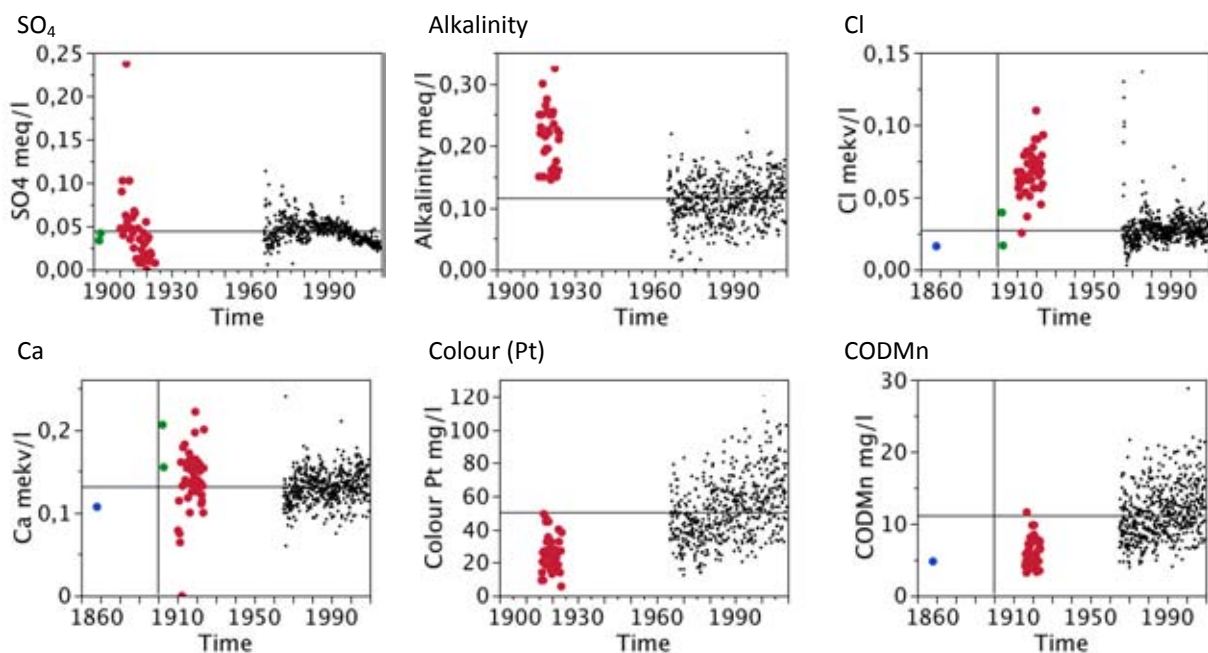 SO₄
SO4 meq/l
0,25
0,20
0,15
0,10
0,05
0,00
1900 1930 1960 1990
Time
Alkalinity
Alkalinity meq/l
0,30
0,20
0,10
0,00
1900 1930 1960 1990
Time
Cl
Cl mekv/l
0,15
0,10
0,05
0,00
1860 1910 1950 1990
Time
Ca
Ca mekv/l
0,2
0,1
0
1860 1910 1950 1990
Time
Colour (Pt)
Colour Pt mg/l
120
100
80
60
40
20
0
1900 1930 1960 1990
Time
CODMn
CODMn mg/l
30
20
10
0
1860 1910 1950 1990
Time